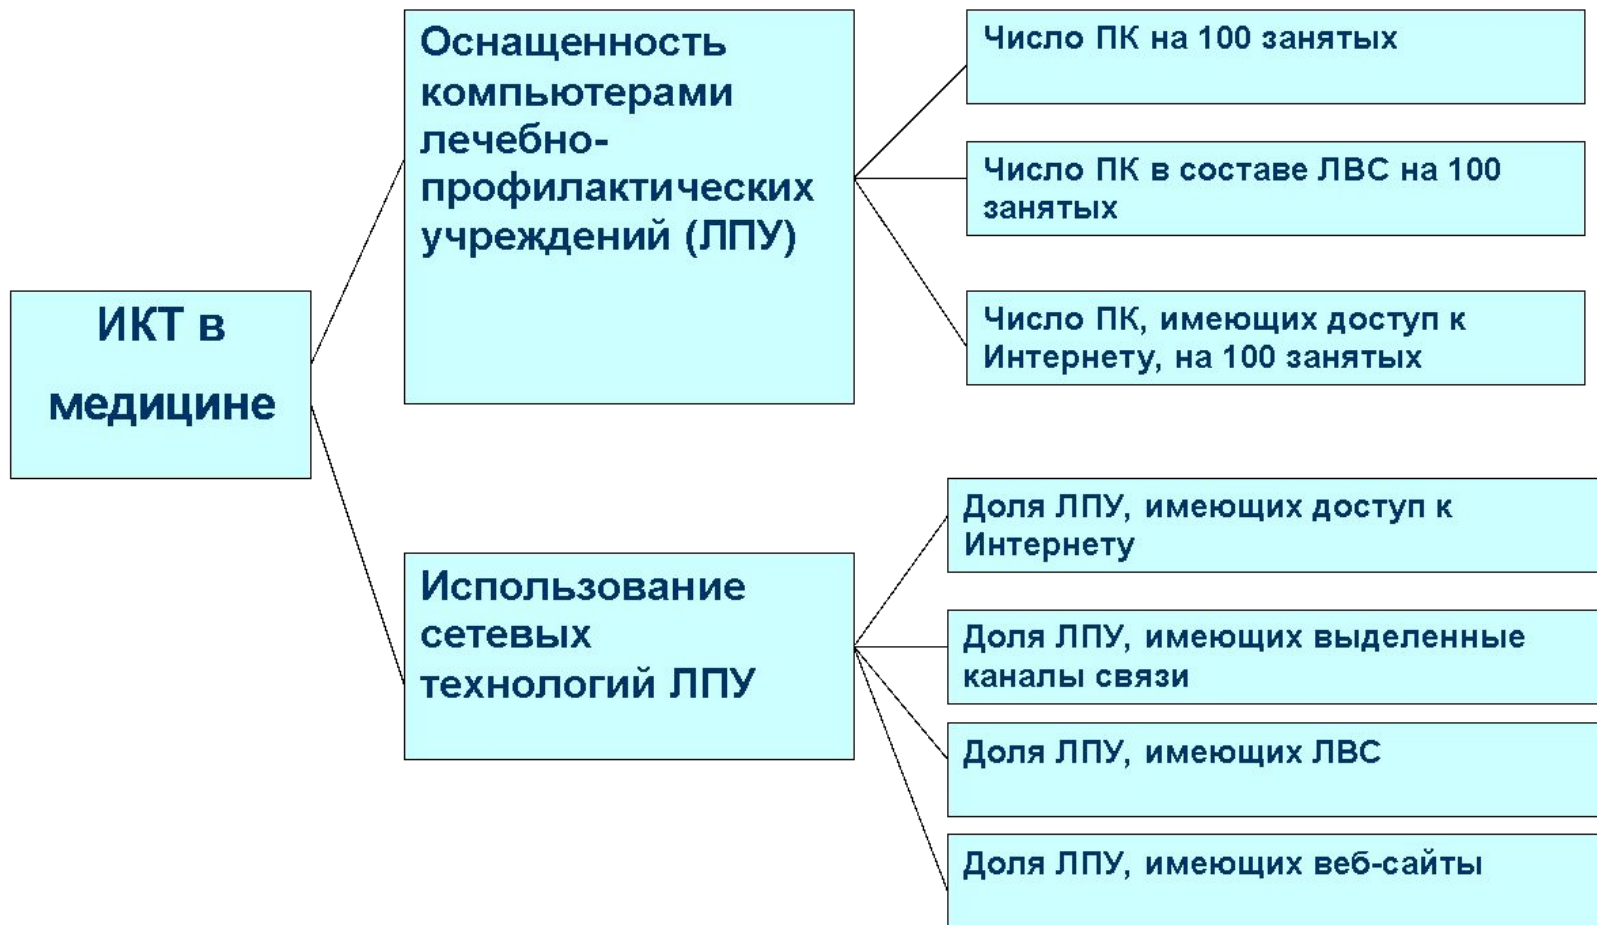 ИКТ в
медицине
Оснащенность
компьютерами
лечебно-
профилактических
учреждений (ЛПУ)
Число ПК на 100 занятых
Число ПК в составе ЛВС на 100
занятых
Число ПК, имеющих доступ к
Интернету, на 100 занятых
Использование
сетевых
технологий ЛПУ
Доля ЛПУ, имеющих доступ к
Интернету
Доля ЛПУ, имеющих выделенные
каналы связи
Доля ЛПУ, имеющих ЛВС
Доля ЛПУ, имеющих веб-сайты